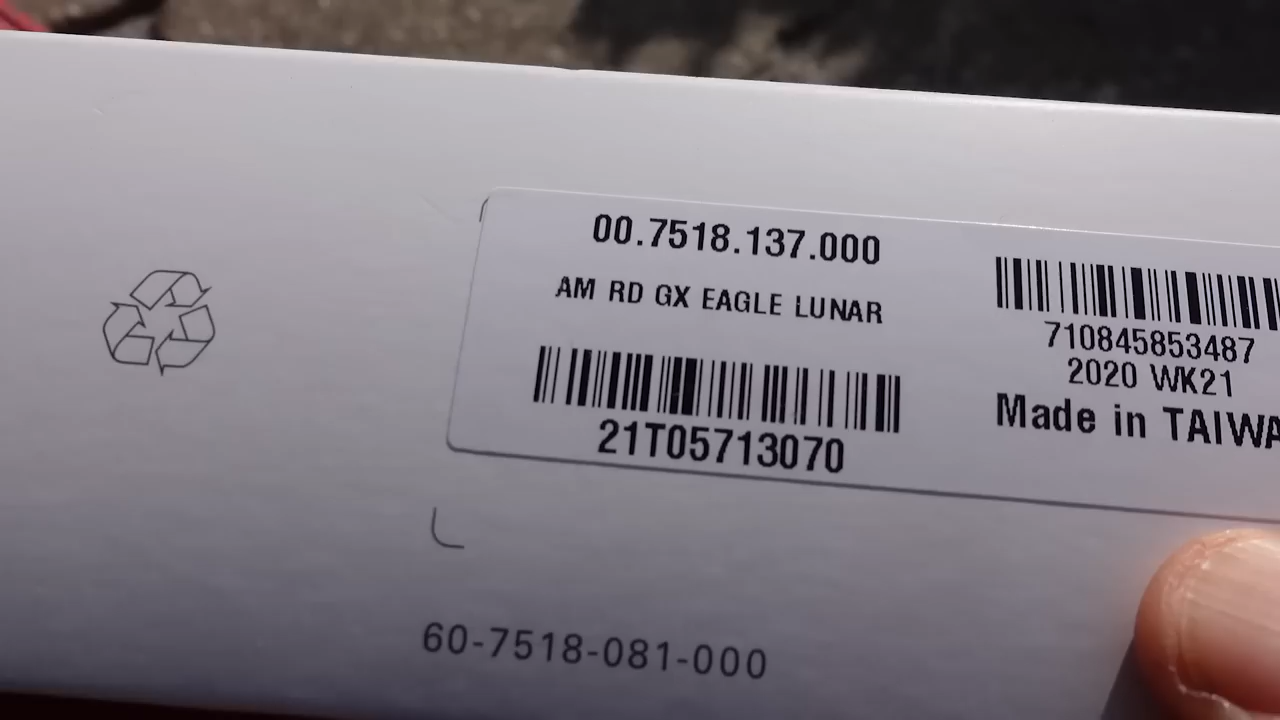 00.7518.137.000
AM RD GX EAGLE LUNAR
21T05713070
710845853487
2020 WK21
Made in TAIWA
60-7518-081-000